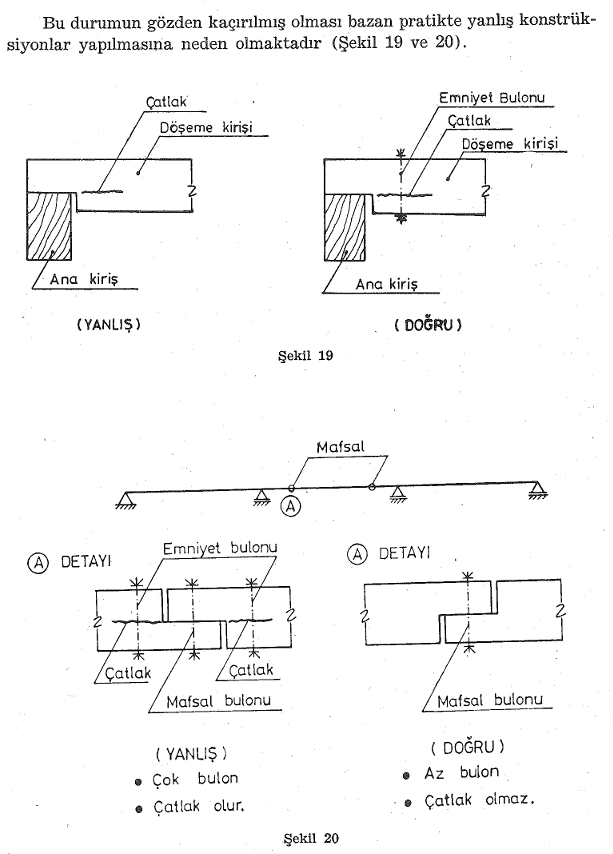 Bu durumun gözden kaçırılmış olması bazan pratikte yanlış konstrük-
siyonlar yapılmasına neden olmaktadır (Şekil 19 ve 20).
Çatlak
Döşeme kirişi
Ana kiriş
(YANLIŞ)
Emniyet Bulonu
Çatlak
Döşeme kirişi
Ana kiriş
(DOĞRU)
Şekil 19
Mafsal
A
A DETAYI
Emniyet bulonu
Çatlak
Çatlak
Mafsal bulonu
(YANLIŞ)
• Çok bulon
• Çatlak olur.
A DETAYI
Mafsal bulonu
(DOĞRU)
• Az bulon
• Çatlak olmaz.
Şekil 20